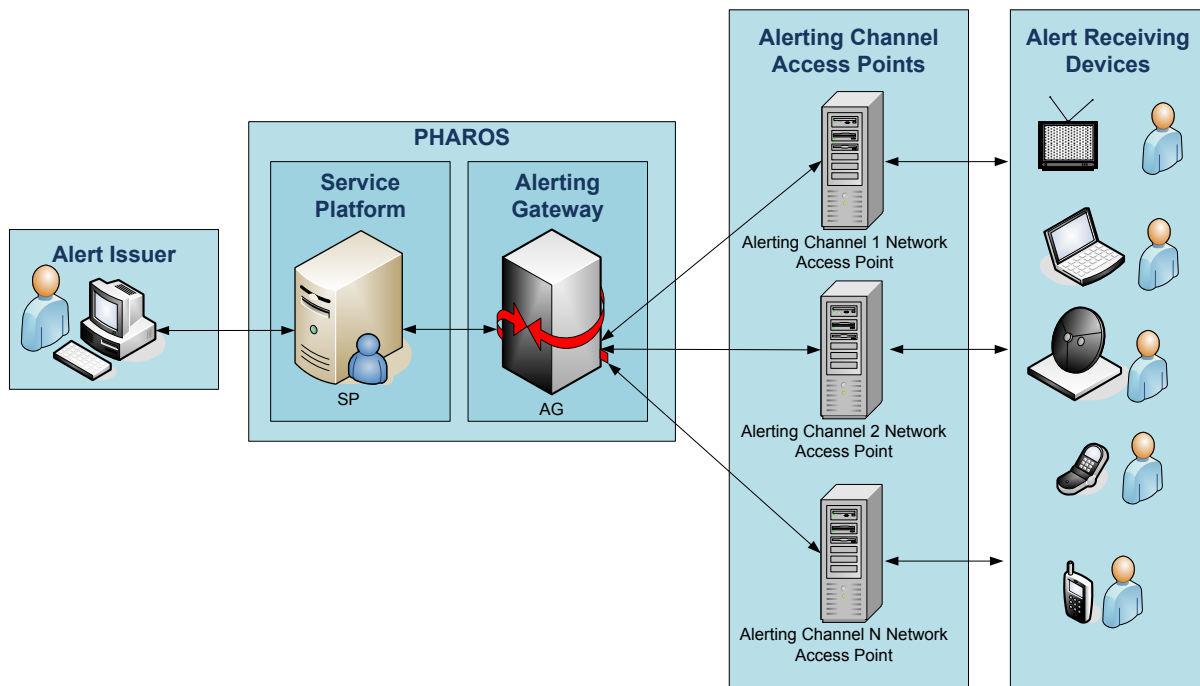 Alert Issuer
PHAROS
Service
Platform
SP
Alerting
Gateway
AG
Alerting Channel
Access Points
Alerting Channel 1 Network
Access Point
Alerting Channel 2 Network
Access Point
Alerting Channel N Network
Access Point
Alert Receiving
Devices